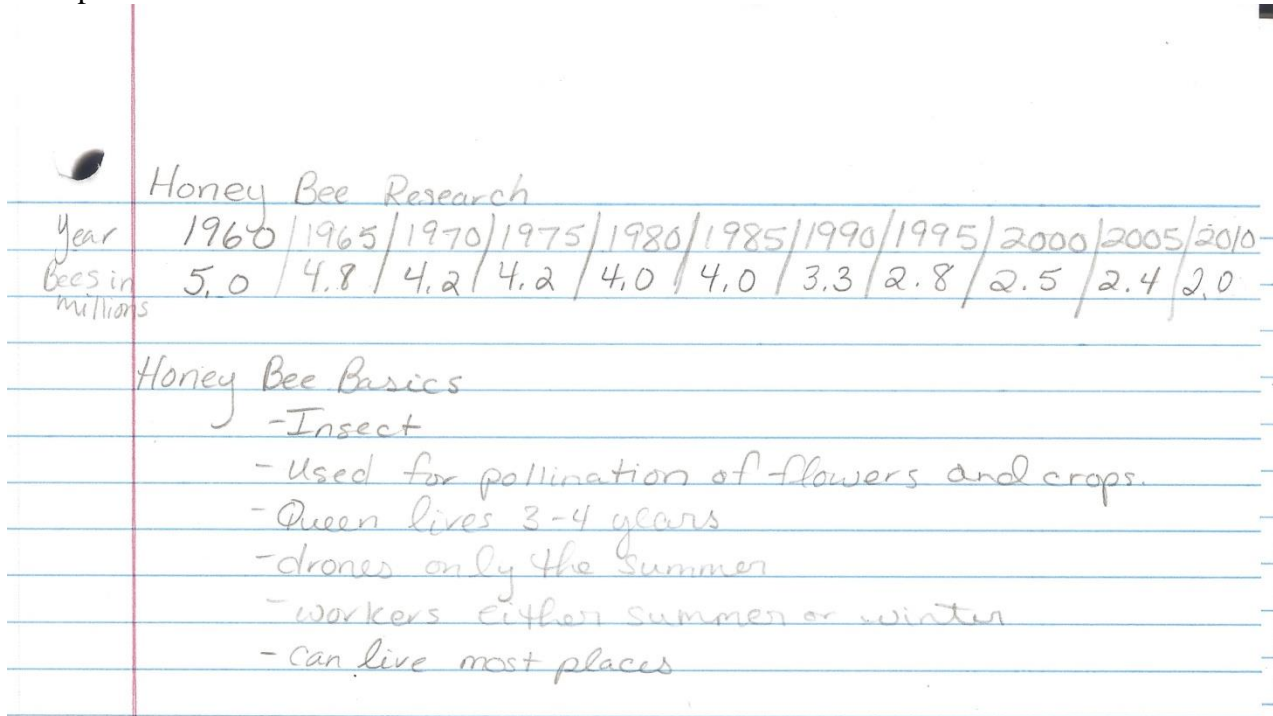 Honey Bee Research
Year 1960 / 1965 / 1970 / 1975 / 1980 / 1985 / 1990 / 1995 / 2000 / 2005 / 2010
Bees in millions 5.0 / 4.8 / 4.2 / 4.2 / 4.0 / 4.0 / 3.3 / 2.8 / 2.5 / 2.4 / 2.0
Honey Bee Basics
-Insect
- Used for pollination of flowers and crops.
- Queen lives 3-4 years
-drones only the summer
-workers either summer or winter
- can live most places